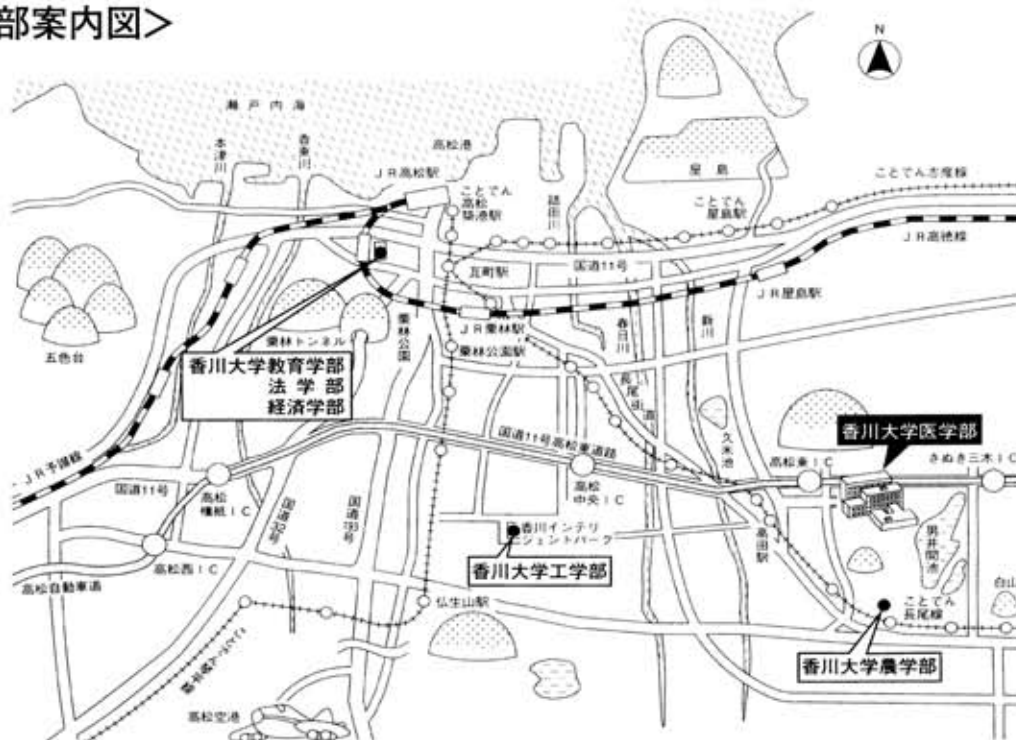 部案内図>
N
瀬戸内海
本津川
香東川
高松港
JR高松駅
ことでん
高松
築港駅
詰田川
屋島
ことでん
屋島駅
ことでん志度線
JR高徳線
瓦町駅
国道11号
JR屋島駅
五色台
栗林トンネル
栗林公園
JR栗林駅
栗林公園駅
春日川
新川
香川大学教育学部
法学部
経済学部
長尾街道
久米池
香川大学医学部
国道11号高松東道路
高松東IC
さぬき三木IC
JR予讃線
国道11号
高松
檀紙IC
国道32号
国道193号
高松
中央IC
香川インテリ
ジェントパーク
香川大学工学部
高田駅
男井間池
白山
高松自動車道
高松西IC
仏生山駅
ことでん
長尾線
香川大学農学部
ことでん琴平線
高松空港